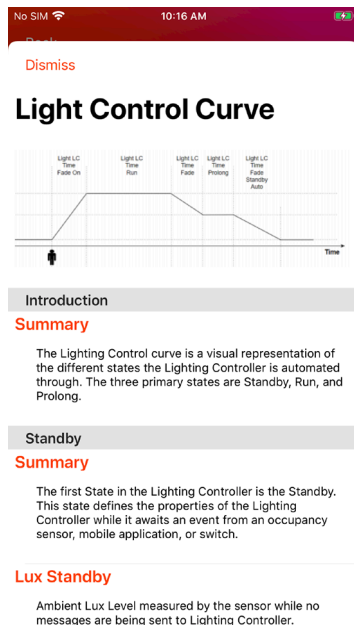 No SIM 10:16 AM
Dismiss
Light Control Curve
Light LC Light LC Light LC Light LC Light LC
Time Time Time Time Time
Fade On Run Fade Prolong Fade
Standby
Auto
Time
Introduction
Summary
The Lighting Control curve is a visual representation of
the different states the Lighting Controller is automated
through. The three primary states are Standby, Run, and
Prolong.
Standby
Summary
The first State in the Lighting Controller is the Standby.
This state defines the properties of the Lighting
Controller while it awaits an event from an occupancy
sensor, mobile application, or switch.
Lux Standby
Ambient Lux Level measured by the sensor while no
messages are being sent to Lighting Controller.